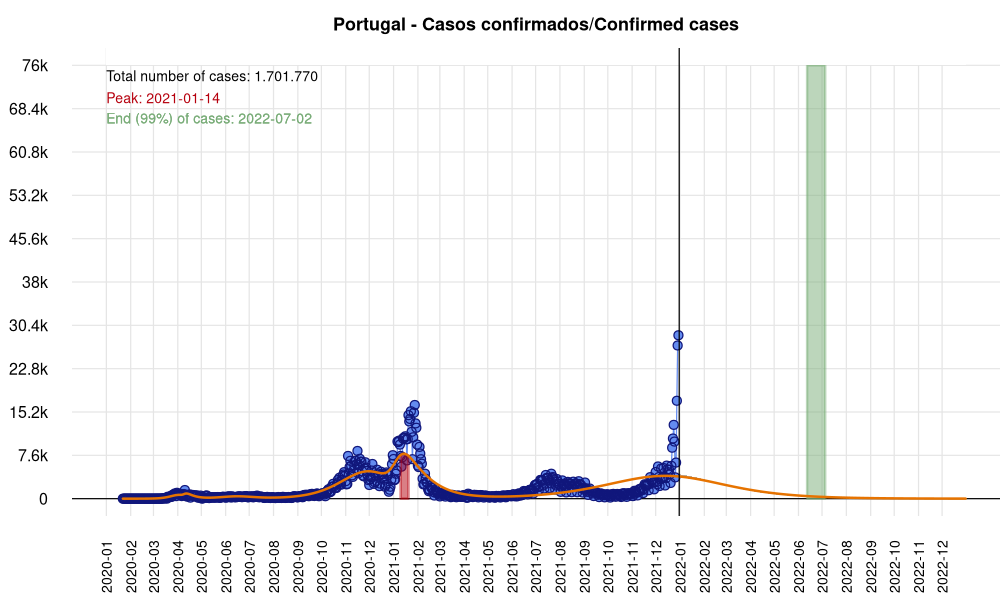 Portugal - Casos confirmados/Confirmed cases
Total number of cases: 1.701.770
Peak: 2021-01-14
End (99%) of cases: 2022-07-02
76k
68.4k
60.8k
53.2k
45.6k
38k
30.4k
22.8k
15.2k
7.6k
0
2020-01
2020-02
2020-03
2020-04
2020-05
2020-06
2020-07
2020-08
2020-09
2020-10
2020-11
2020-12
2021-01
2021-02
2021-03
2021-04
2021-05
2021-06
2021-07
2021-08
2021-09
2021-10
2021-11
2021-12
2022-01
2022-02
2022-03
2022-04
2022-05
2022-06
2022-07
2022-08
2022-09
2022-10
2022-11
2022-12